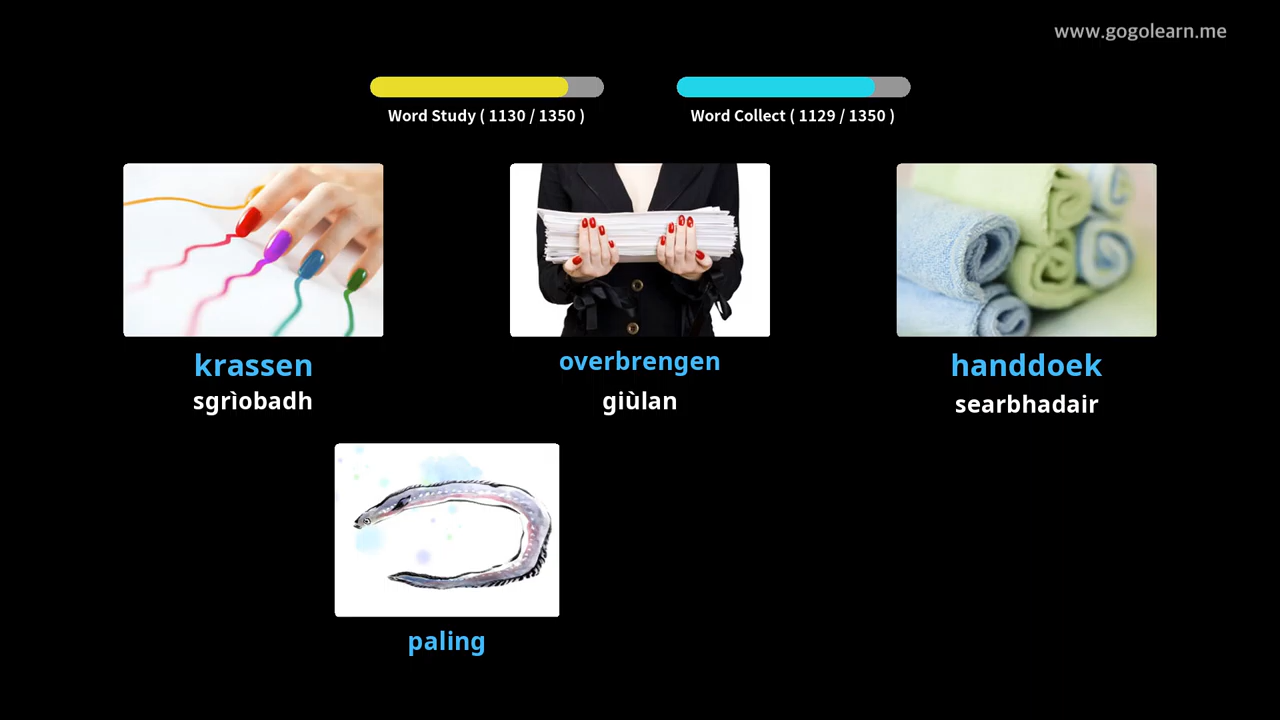 www.gogolearn.me
Word Study ( 1130 / 1350 )
Word Collect ( 1129 / 1350 )
krassen
sgrìobadh
overbrengen
giùlan
handdoek
searbhadair
paling